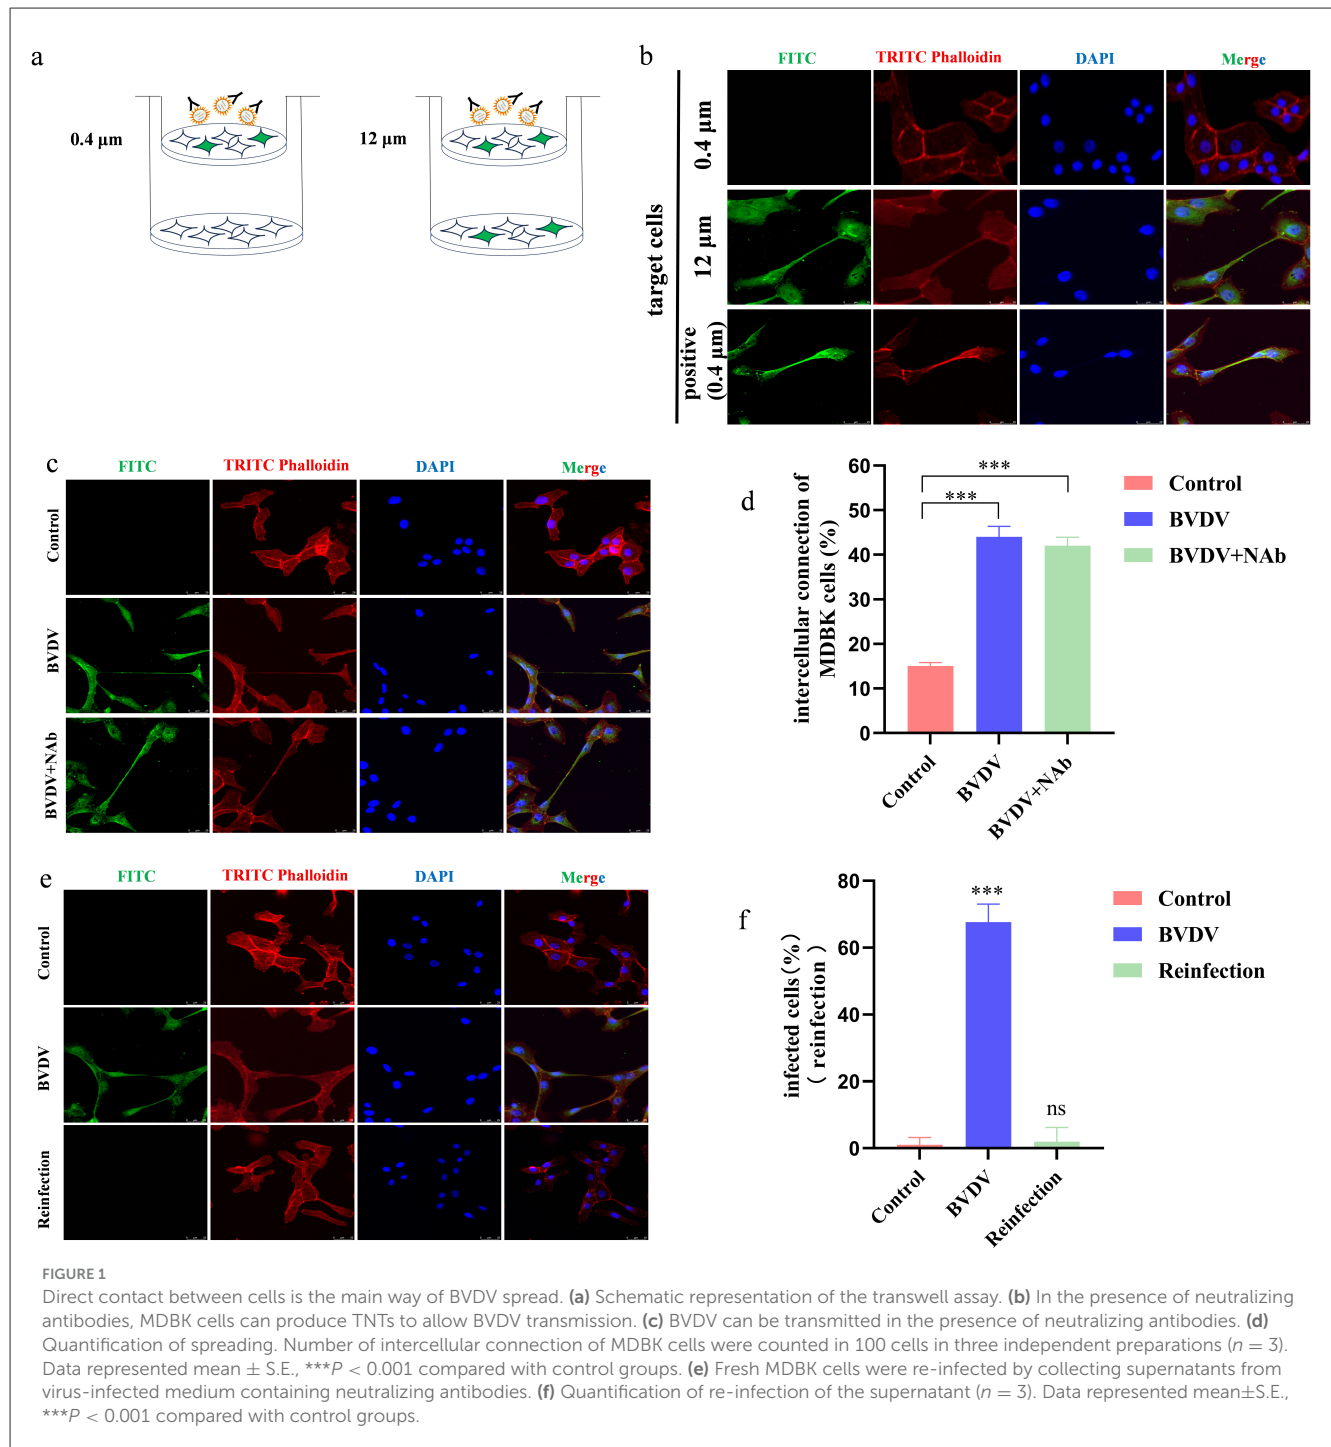 a
0.4 μm
12 μm
b
FITC
TRITC Phalloidin
DAPI
Merge
target cells
0.4 μm
12 μm
positive
(0.4 μm)
c
FITC
TRITC Phalloidin
DAPI
Merge
Control
BVDV
BVDV+NAb
d
intercellular connection of
MDBK cells (%)
60
50
40
30
20
10
0
***
***
Control
BVDV
BVDV+NAb
Control
BVDV
BVDV+NAb
e
FITC
TRITC Phalloidin
DAPI
Merge
Control
BVDV
Reinfection
f
infected cells(%)
( reinfection )
80
60
40
20
0
***
ns
Control
BVDV
Reinfection
Control
BVDV
Reinfection
FIGURE 1
Direct contact between cells is the main way of BVDV spread. (a) Schematic representation of the transwell assay. (b) In the presence of neutralizing
antibodies, MDBK cells can produce TNTs to allow BVDV transmission. (c) BVDV can be transmitted in the presence of neutralizing antibodies. (d)
Quantification of spreading. Number of intercellular connection of MDBK cells were counted in 100 cells in three independent preparations (n = 3).
Data represented mean ± S.E., ***P < 0.001 compared with control groups. (e) Fresh MDBK cells were re-infected by collecting supernatants from
virus-infected medium containing neutralizing antibodies. (f) Quantification of re-infection of the supernatant (n = 3). Data represented mean±S.E.,
***P < 0.001 compared with control groups.